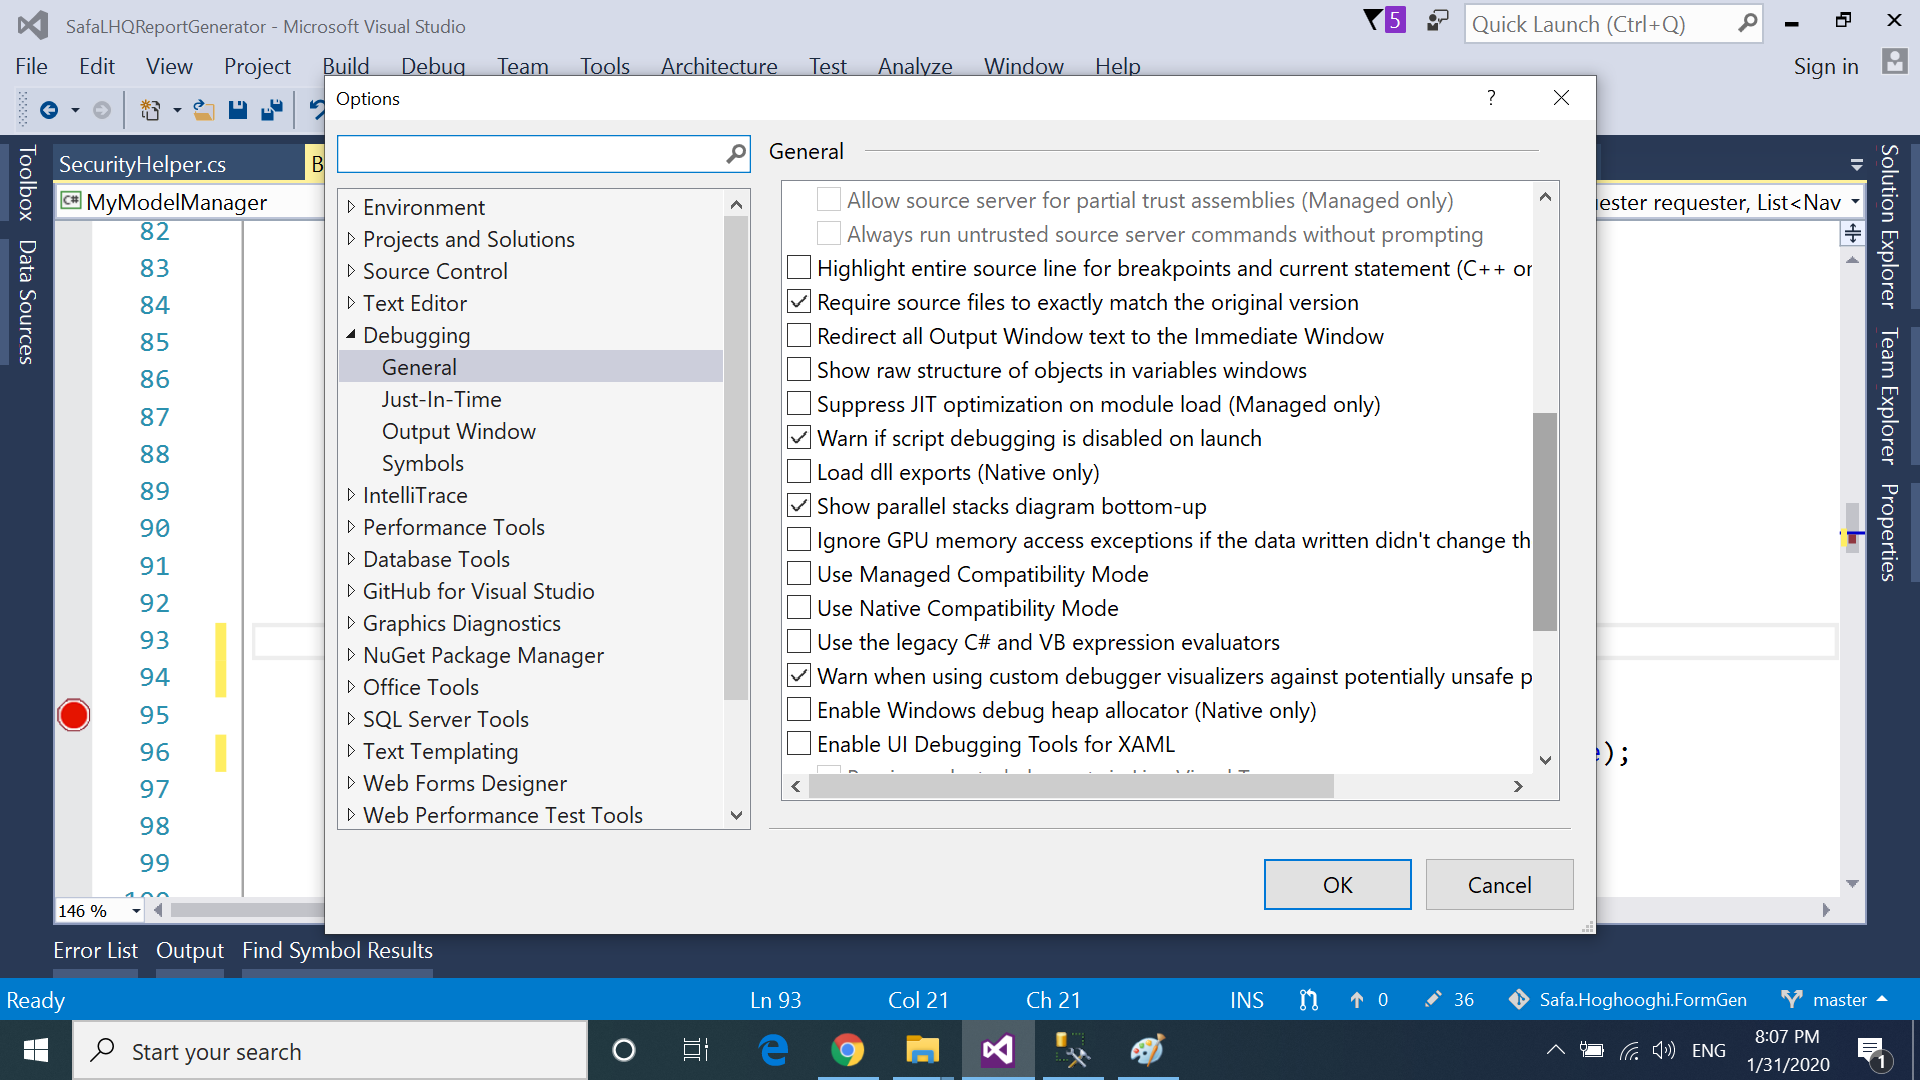 SafaLHQReportGenerator - Microsoft Visual Studio
5
Quick Launch (Ctrl+Q)
File Edit View Project Build Debug Team Tools Architecture Test Analyze Window Help
Sign in
Options
?
SecurityHelper.cs
B
MyModelManager
uester requester, List<Nav
Toolbox
Data Sources
Solution Explorer
Team Explorer
Properties
82
83
84
85
86
87
88
89
90
91
92
93
94
95
96
97
98
99
100
e);
Environment
Projects and Solutions
Source Control
Text Editor
Debugging
General
Just-In-Time
Output Window
Symbols
IntelliTrace
Performance Tools
Database Tools
GitHub for Visual Studio
Graphics Diagnostics
NuGet Package Manager
Office Tools
SQL Server Tools
Text Templating
Web Forms Designer
Web Performance Test Tools
General
Allow source server for partial trust assemblies (Managed only)
Always run untrusted source server commands without prompting
Highlight entire source line for breakpoints and current statement (C++ or
Require source files to exactly match the original version
Redirect all Output Window text to the Immediate Window
Show raw structure of objects in variables windows
Suppress JIT optimization on module load (Managed only)
Warn if script debugging is disabled on launch
Load dll exports (Native only)
Show parallel stacks diagram bottom-up
Ignore GPU memory access exceptions if the data written didn't change th
Use Managed Compatibility Mode
Use Native Compatibility Mode
Use the legacy C# and VB expression evaluators
Warn when using custom debugger visualizers against potentially unsafe p
Enable Windows debug heap allocator (Native only)
Enable UI Debugging Tools for XAML
OK
Cancel
146 %
Error List Output Find Symbol Results
Ready Ln 93 Col 21 Ch 21 INS 0 36 Safa.Hoghooghi.FormGen master
Start your search
ENG
8:07 PM
1/31/2020
1